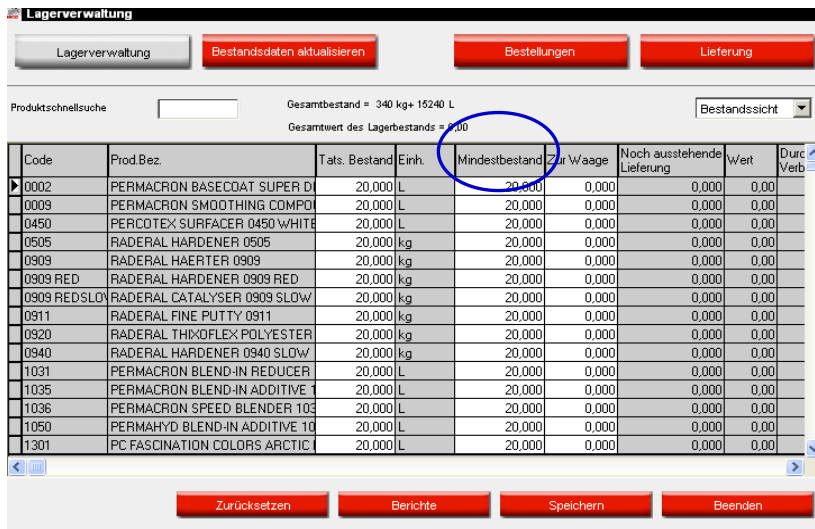 Lagerverwaltung
Lagerverwaltung Bestandsdaten aktualisieren Bestellungen Lieferung
Produktschnellsuche Gesamtbestand = 340 kg+ 15240 L Bestandssicht
Gesamtwert des Lagerbestands = 0,00
Code Prod.Bez. Tats. Bestand Einh. Mindestbestand Zur Waage Noch ausstehende Lieferung Wert Durc Verb
0002 PERMACRON BASECOAT SUPER D 20,000 L 20,000 0,000 0,000 0,00
0009 PERMACRON SMOOTHING COMPO 20,000 L 20,000 0,000 0,000 0,00
0450 PERCOTEX SURFACER 0450 WHITE 20,000 L 20,000 0,000 0,000 0,00
0505 RADERAL HARDENER 0505 20,000 kg 20,000 0,000 0,000 0,00
0909 RADERAL HAERTER 0909 20,000 kg 20,000 0,000 0,000 0,00
0909 RED RADERAL HARDENER 0909 RED 20,000 kg 20,000 0,000 0,000 0,00
0909 REDSLO RADERAL CATALYSER 0909 SLOW 20,000 kg 20,000 0,000 0,000 0,00
0911 RADERAL FINE PUTTY 0911 20,000 kg 20,000 0,000 0,000 0,00
0920 RADERAL THIXOFLEX POLYESTER 20,000 kg 20,000 0,000 0,000 0,00
0940 RADERAL HARDENER 0940 SLOW 20,000 kg 20,000 0,000 0,000 0,00
1031 PERMACRON BLEND-IN REDUCER 20,000 L 20,000 0,000 0,000 0,00
1035 PERMACRON BLEND-IN ADDITIVE 1 20,000 L 20,000 0,000 0,000 0,00
1036 PERMACRON SPEED BLENDER 103 20,000 L 20,000 0,000 0,000 0,00
1050 PERMAHYD BLEND-IN ADDITIVE 10 20,000 L 20,000 0,000 0,000 0,00
1301 PC FASCINATION COLORS ARCTIC 20,000 L 20,000 0,000 0,000 0,00
Zurücksetzen Berichte Speichern Beenden